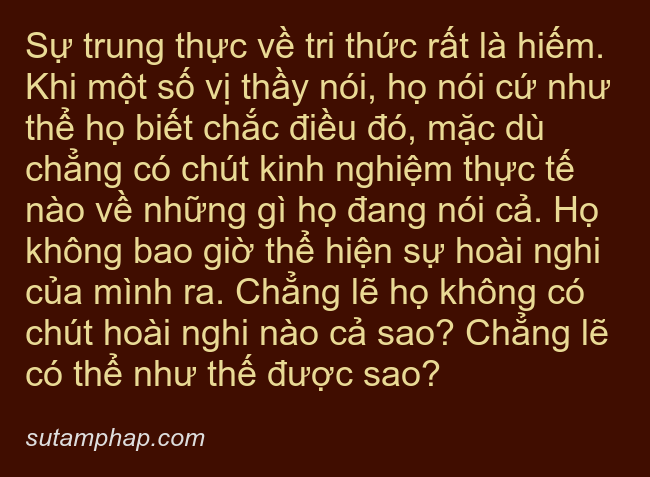 Sự trung thực về tri thức rất là hiếm.
Khi một số vị thầy nói, họ nói cứ như
thể họ biết chắc điều đó, mặc dù
chẳng có chút kinh nghiệm thực tế
nào về những gì họ đang nói cả. Họ
không bao giờ thể hiện sự hoài nghi
của mình ra. Chẳng lẽ họ không có
chút hoài nghi nào cả sao? Chẳng lẽ
có thể như thế được sao?
sutamphap.com